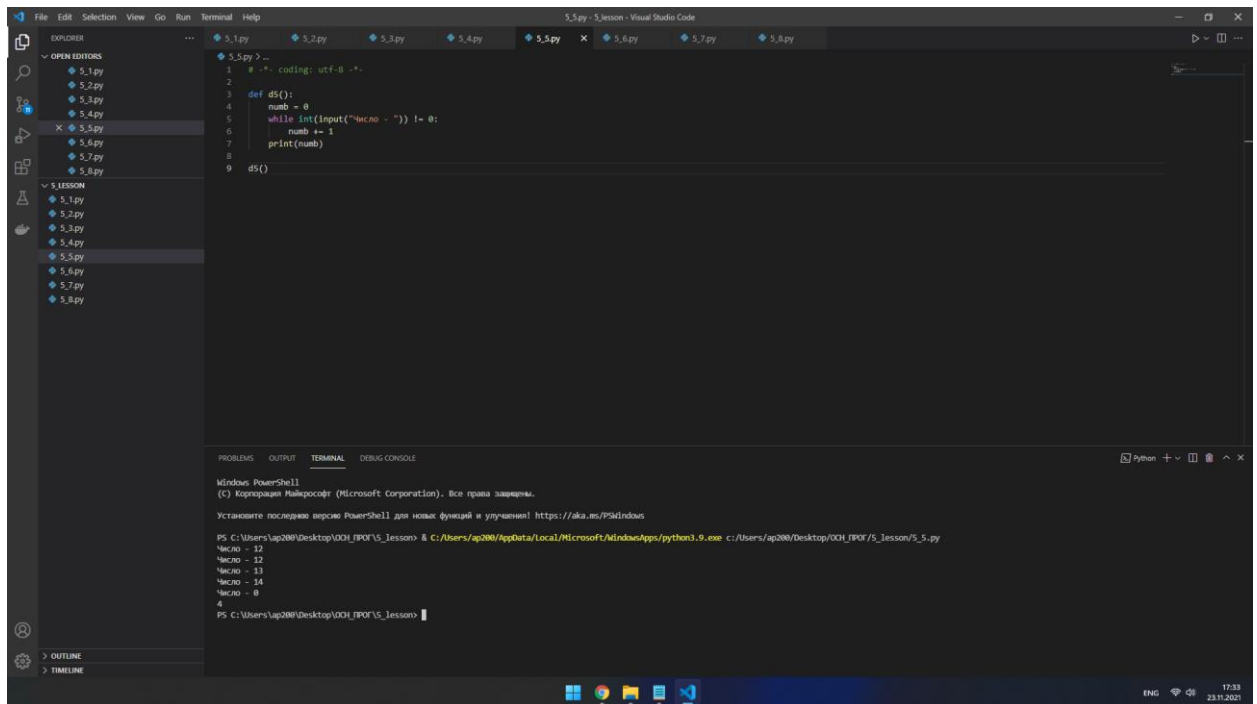 File Edit Selection View Go Run Terminal Help
5_5.py - 5_lesson - Visual Studio Code
EXPLORER
5_1.py 5_2.py 5_3.py 5_4.py 5_5.py 5_6.py 5_7.py 5_8.py
OPEN EDITORS
5_1.py
5_2.py
5_3.py
5_4.py
5_5.py
5_6.py
5_7.py
5_8.py
5_LESSON
5_1.py
5_2.py
5_3.py
5_4.py
5_5.py
5_6.py
5_7.py
5_8.py
OUTLINE
TIMELINE
5_5.py > ...
1 # -*- coding: utf-8 -*-
2
3 def d5():
4 numb = 0
5 while int(input("Число - ")) != 0:
6 numb += 1
7 print(numb)
8
9 d5()
PROBLEMS OUTPUT TERMINAL DEBUG CONSOLE
Python
Windows PowerShell
(C) Корпорация Майкрософт (Microsoft Corporation). Все права защищены.
Установите последнюю версию PowerShell для новых функций и улучшения! https://aka.ms/PSWindows
PS C:\Users\ap200\Desktop\ОСН_ПРОГ\5_lesson> & C:/Users/ap200/AppData/Local/Microsoft/WindowsApps/python3.9.exe c:/Users/ap200/Desktop/ОСН_ПРОГ/5_lesson/5_5.py
Число - 12
Число - 12
Число - 13
Число - 14
Число - 0
4
PS C:\Users\ap200\Desktop\ОСН_ПРОГ\5_lesson>
ENG
17:33
23.11.2021